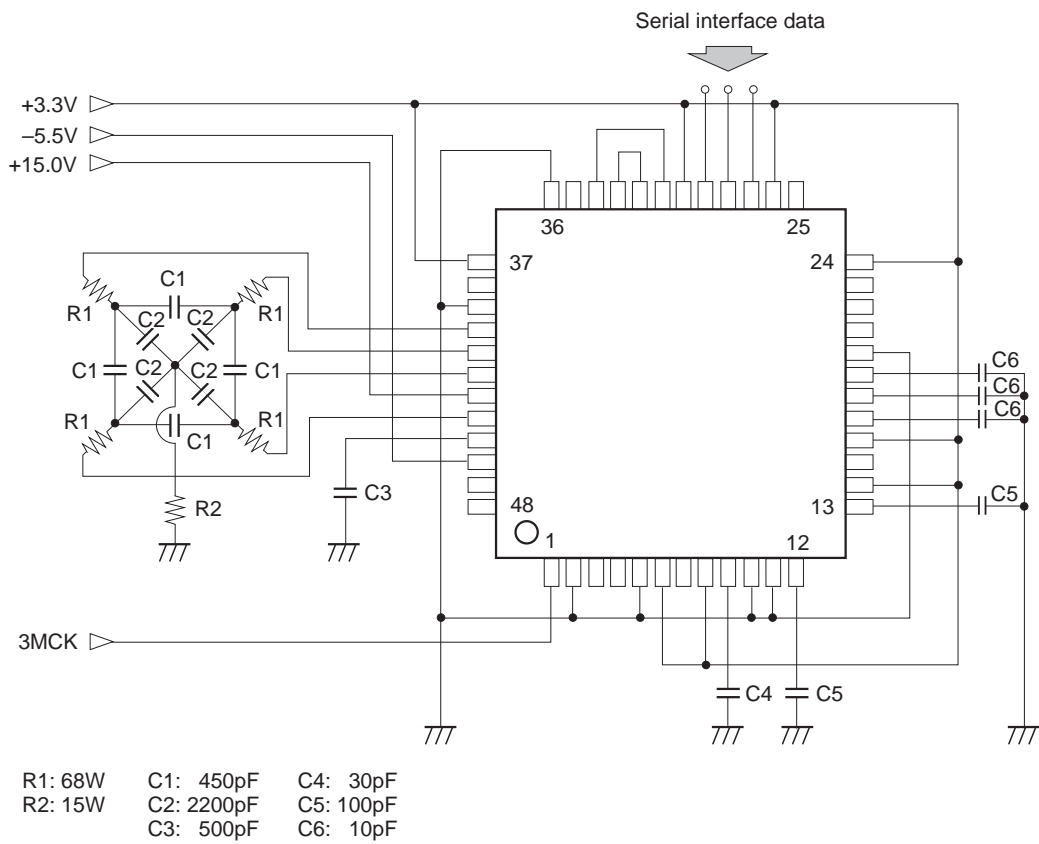 Serial interface data
+3.3V
–5.5V
+15.0V
36
25
37
24
C1
R1
C2
C2
R1
C1
C2
C2
C1
R1
C1
R1
R2
C3
C6
C6
C6
C5
48
13
1
12
3MCK
C4
C5
R1: 68W C1: 450pF C4: 30pF
R2: 15W C2: 2200pF C5: 100pF
C3: 500pF C6: 10pF